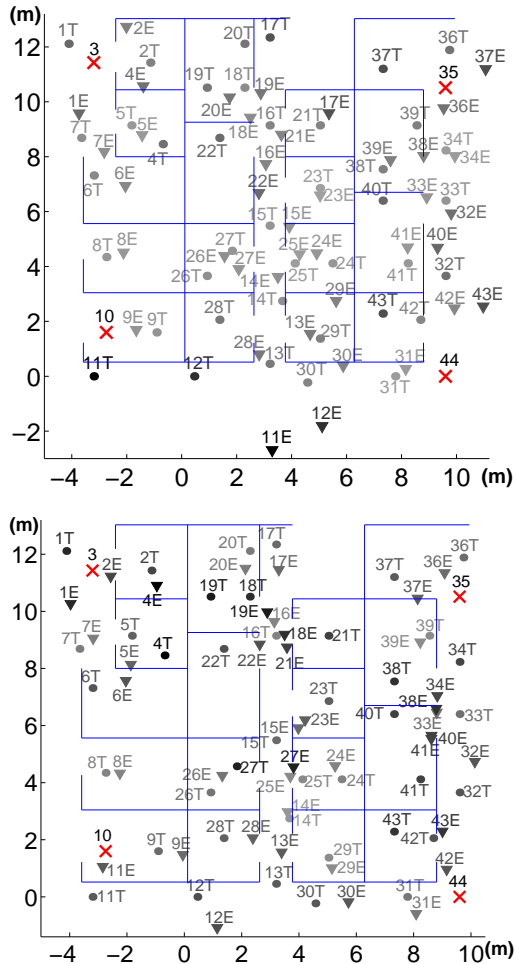 (m)
1T 2E 20T 17T 36T
3 2T 37T 37E
12 4E 35
19T 18T 19E
10 1E 20E 17E 36E
5T 16T 21T 39T
7T 5E 18E 21E
8 7E 4T 22T 16E 39E 38E 34T
6T 6E 38T 34E
22E 23T 40T 33E 33T
6 23E 32E
15T 15E
8T 8E 27T 25E 24E 41E 40E
4 26E 27E 25T 24T 41T 32T
26T 14E
14T 29E 43T 42E 43E
2 10 28T 42T
9E 9T 13E 29T
28E 13T 30E 31E 44
0 11T 12T 30T 31T
12E
−2 11E
−4 −2 0 2 4 6 8 10 (m)
(m)
1T 2T 20T 17T 37T 36T
12 3 2E 20E 17E 36E
4E 35
10 1E 19T 18T 37E
19E 16E
7E 16T 18E 21T 39T
7T 5T 5E 4T 22T 22E 21E 39E
8 34T
6T 6E 38T 34E
23T 38E
6 40T 33T
15E 23E 33E
15T 40E
8T 8E 27T 27E 24E 41E 32E
4 26E 25E 25T 24T 41T 32T
26T 14E
14T 43T 43E
2 10 9T 28T 28E 42T
9E 13E 29T 42E
11E 13T 29E
0 11T 12T 30T 30E 31T 44
12E 31E
−4 −2 0 2 4 6 8 10 (m)